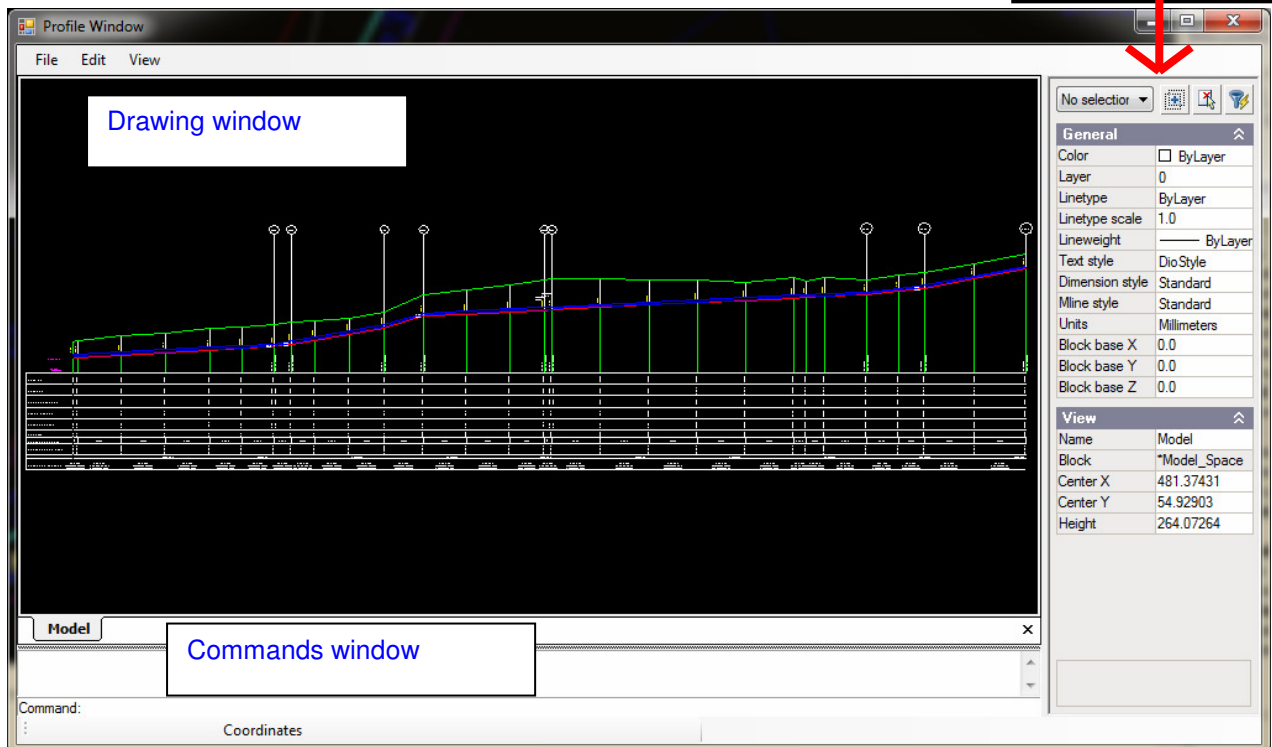 Profile Window
File Edit View
Drawing window
No selection
General
Color ByLayer
Layer 0
Linetype ByLayer
Linetype scale 1.0
Lineweight ByLayer
Text style DioStyle
Dimension style Standard
Mline style Standard
Units Millimeters
Block base X 0.0
Block base Y 0.0
Block base Z 0.0
View
Name Model
Block *Model_Space
Center X 481.37431
Center Y 54.92903
Height 264.07264
Model
Commands window
Command:
Coordinates